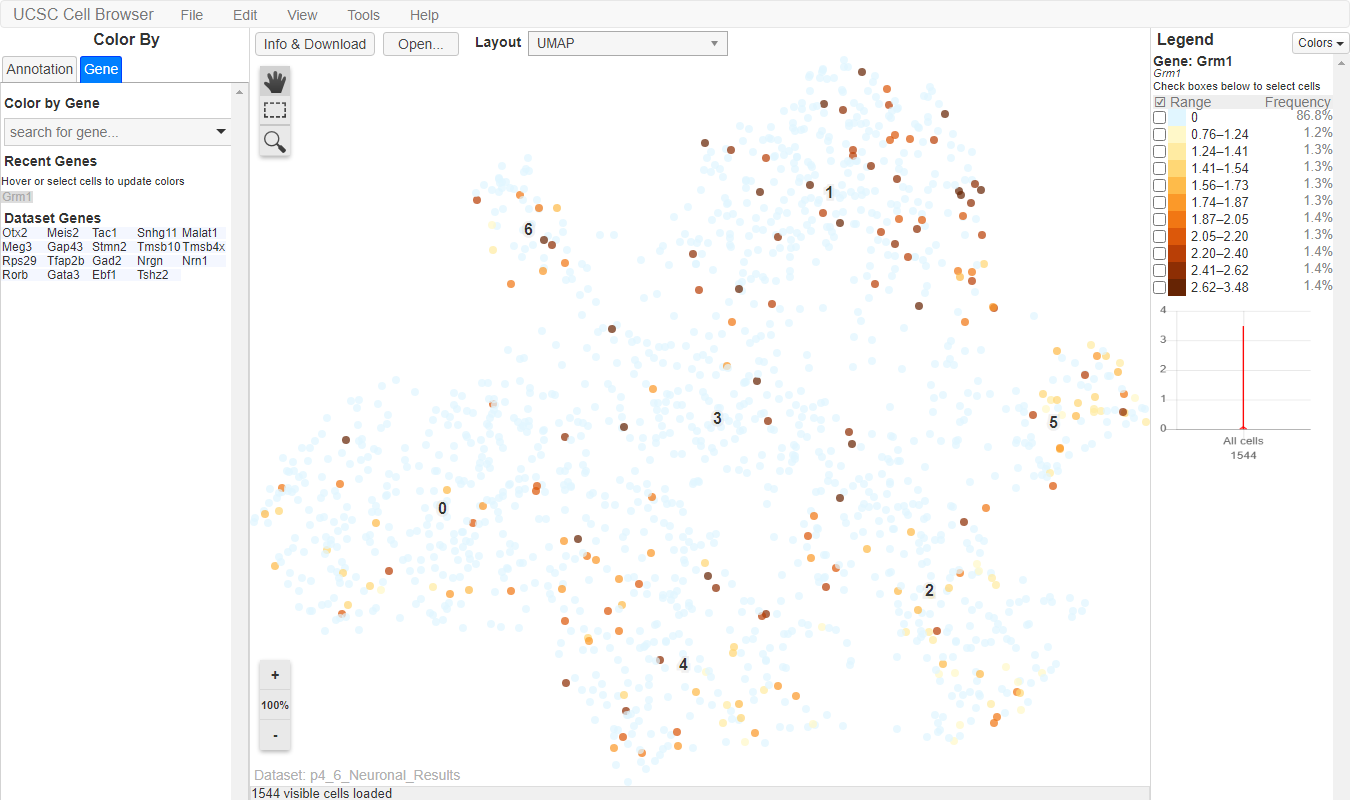 UCSC Cell Browser File Edit View Tools Help
Color By
Annotation Gene
Color by Gene
search for gene...
Recent Genes
Hover or select cells to update colors
Grm1
Dataset Genes
Otx2 Meis2 Tac1 Snhg11 Malat1
Meg3 Gap43 Stmn2 Tmsb10 Tmsb4x
Rps29 Tfap2b Gad2 Nrgn Nrn1
Rorb Gata3 Ebf1 Tshz2
Info & Download Open... Layout UMAP
1
6
3
5
0
2
4
+
100%
-
Dataset: p4_6_Neuronal_Results
1544 visible cells loaded
Legend Colors
Gene: Grm1
Grm1
Check boxes below to select cells
Range Frequency
0 86.8%
0.76–1.24 1.2%
1.24–1.41 1.3%
1.41–1.54 1.3%
1.56–1.73 1.3%
1.74–1.87 1.3%
1.87–2.05 1.4%
2.05–2.20 1.3%
2.20–2.40 1.4%
2.41–2.62 1.4%
2.62–3.48 1.4%
4
3
2
1
0
All cells
1544